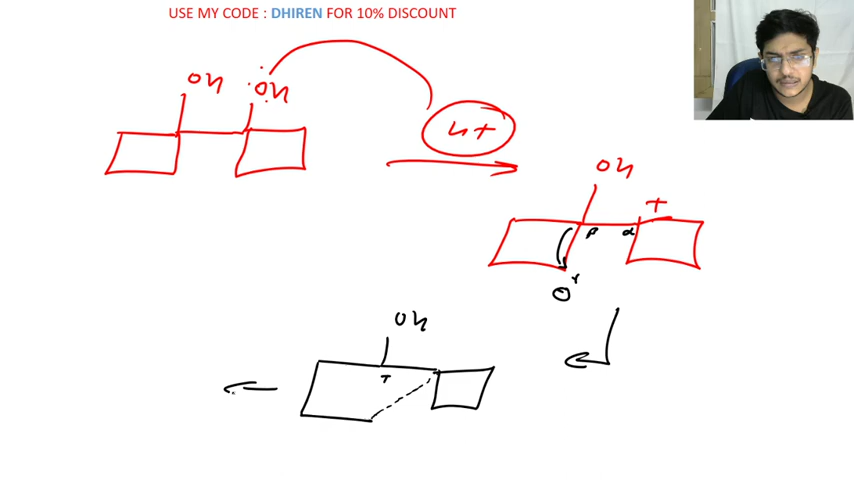 USE MY CODE : DHIREN FOR 10% DISCOUNT
OH OH
H+
OH
+
β α
γ
OH
+